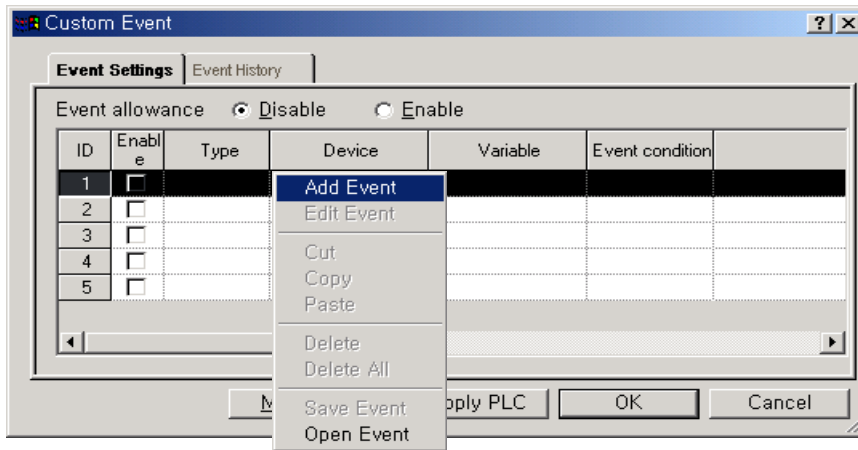 Custom Event
Event Settings Event History
Event allowance Disable Enable
ID Enabl e Type Device Variable Event condition
1
Add Event
2
Edit Event
3
Cut
4
Copy
5
Paste
Delete
Delete All
Save Event
OK Cancel
PLC
Open Event